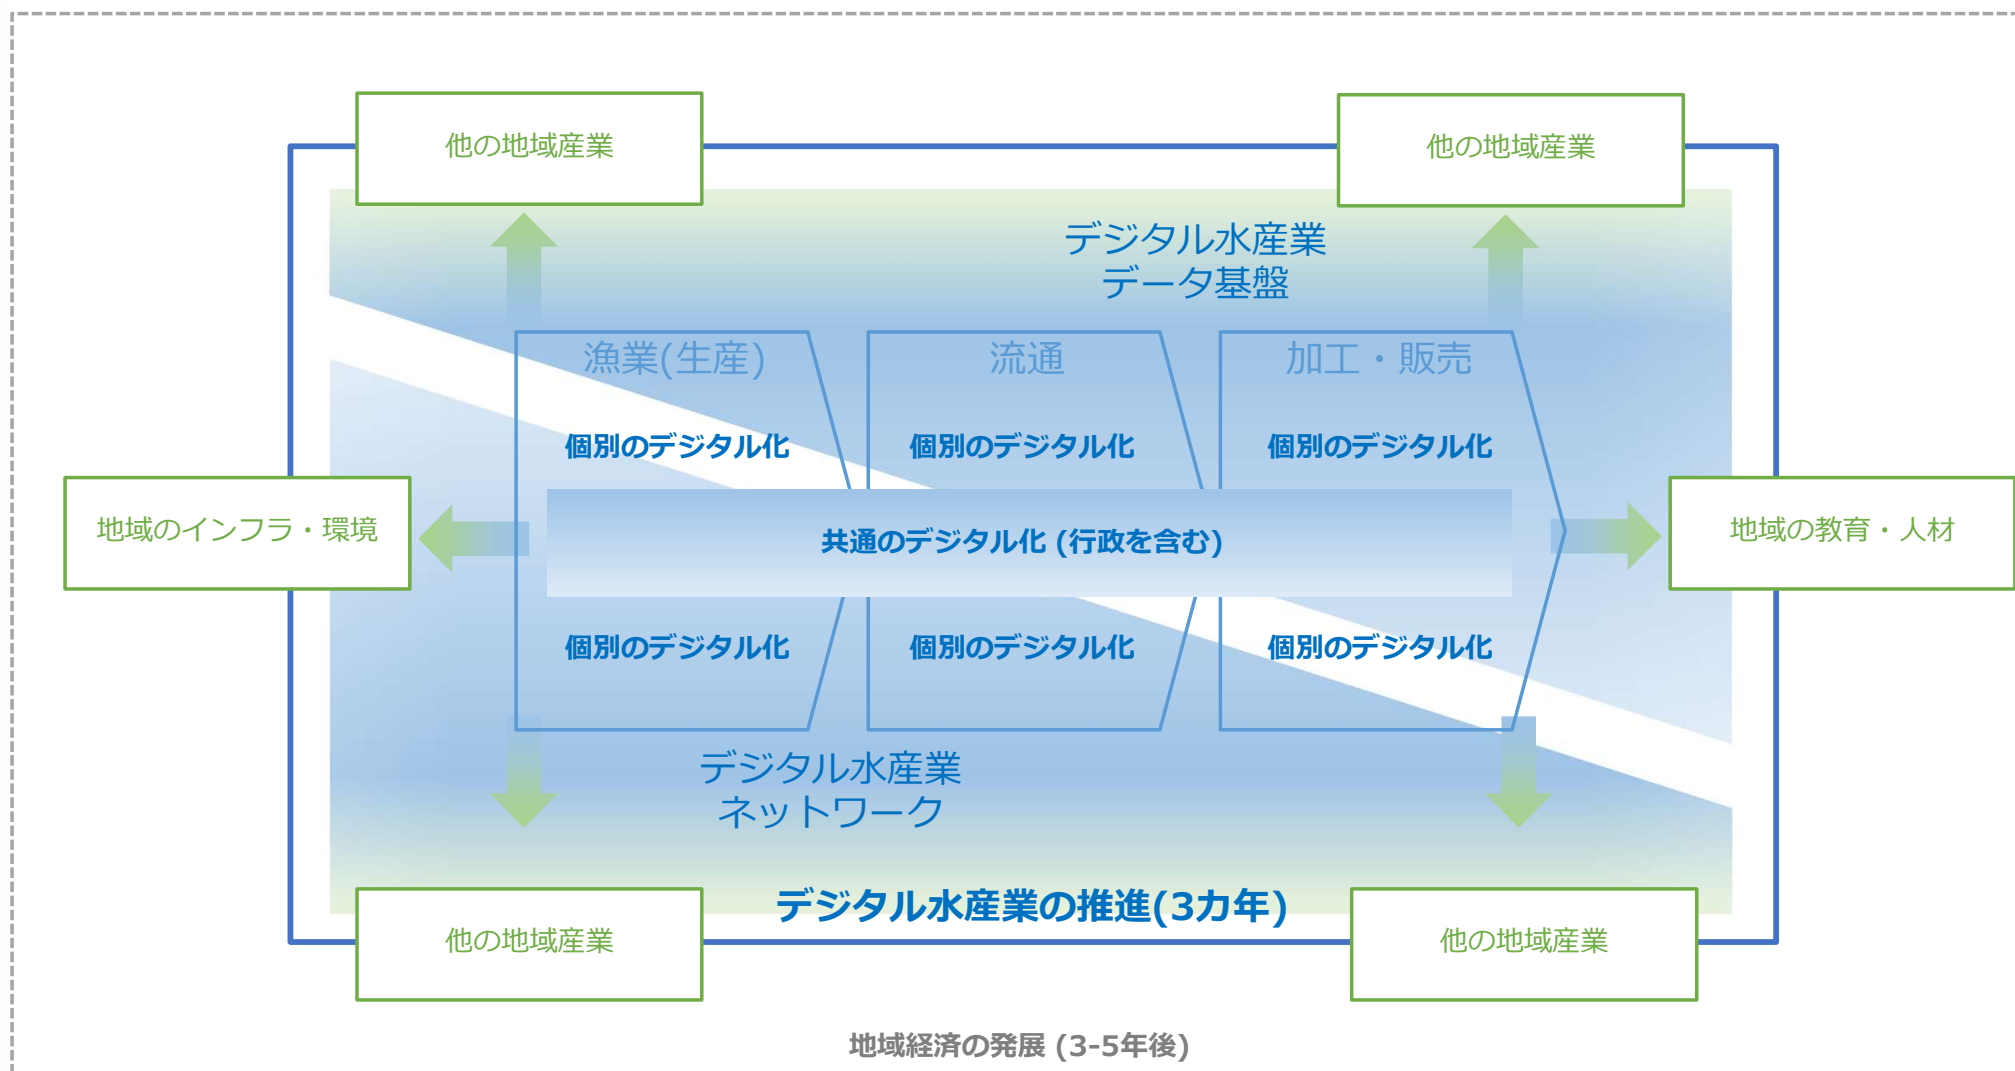 他の地域産業
他の地域産業
デジタル水産業
データ基盤
漁業(生産)
流通
加工・販売
個別のデジタル化
個別のデジタル化
個別のデジタル化
地域のインフラ・環境
共通のデジタル化 (行政を含む)
地域の教育・人材
個別のデジタル化
個別のデジタル化
個別のデジタル化
デジタル水産業
ネットワーク
デジタル水産業の推進(3カ年)
他の地域産業
他の地域産業
地域経済の発展 (3-5年後)